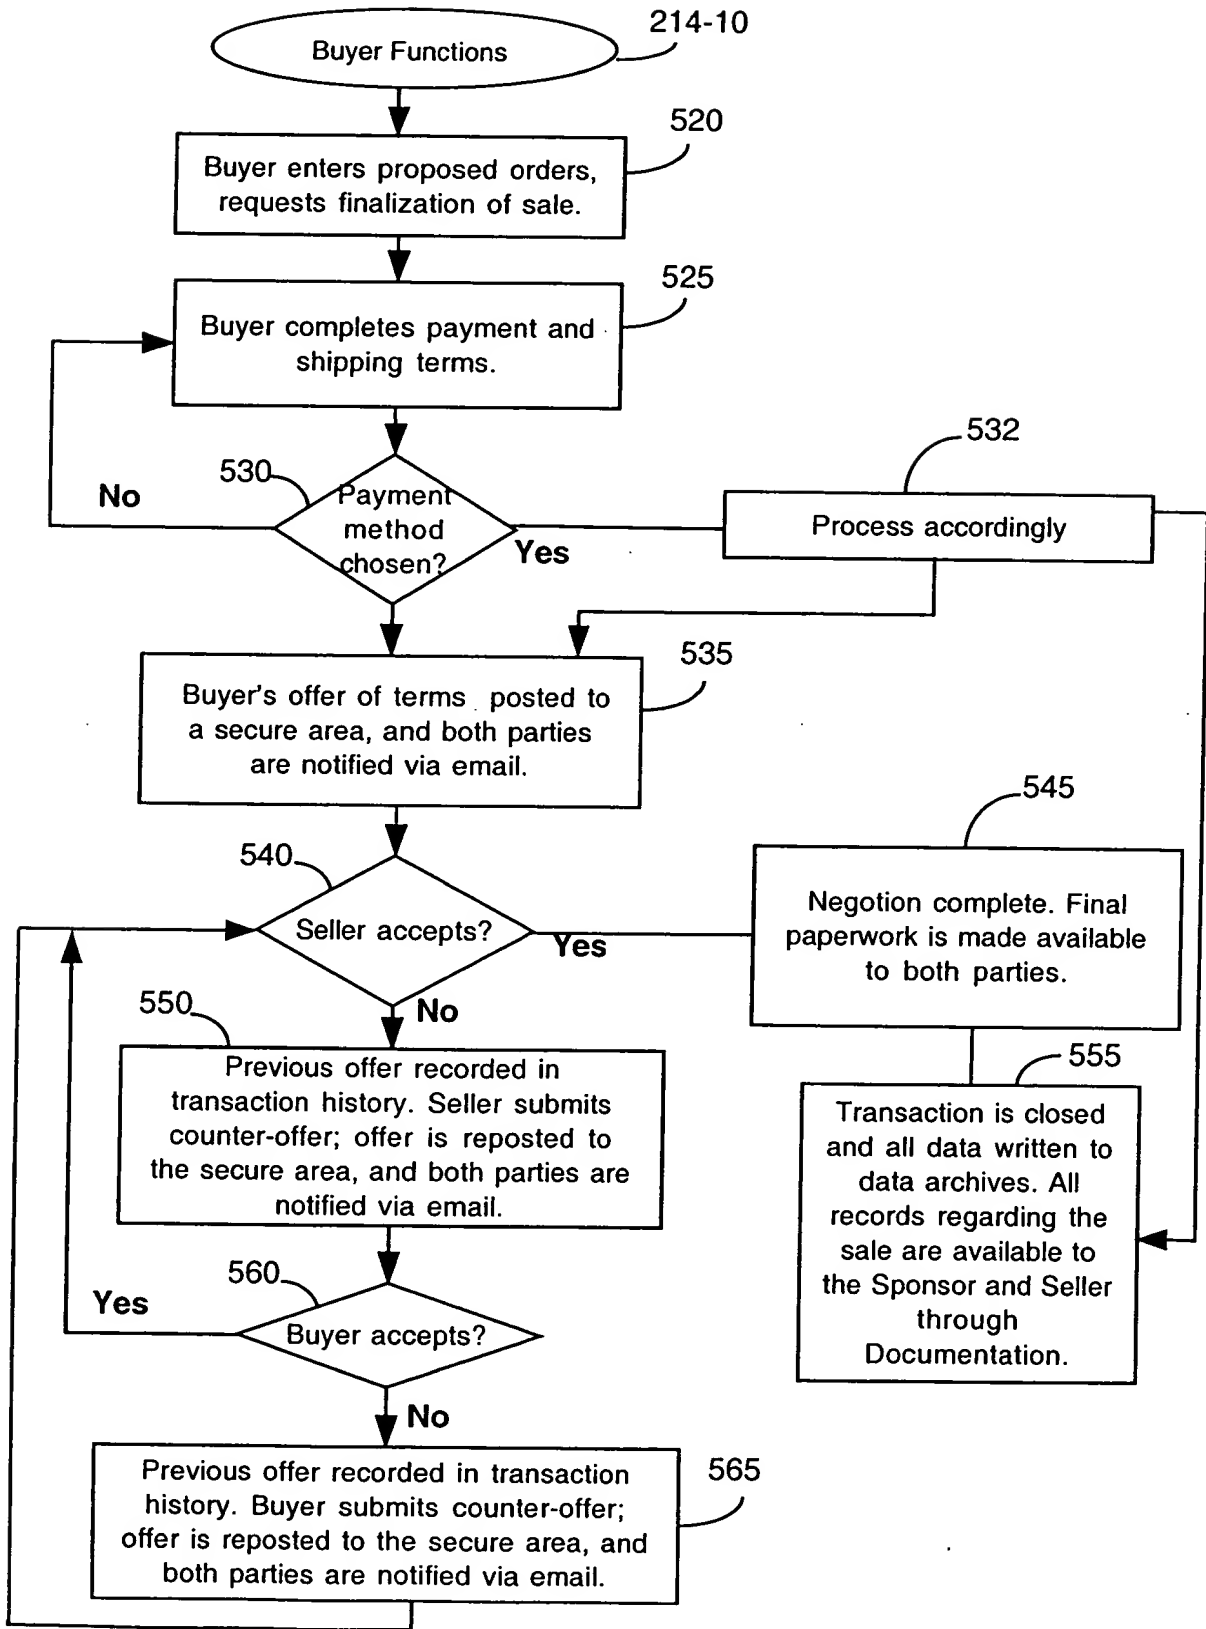 214-10
Buyer Functions
520
Buyer enters proposed orders,
requests finalization of sale.
525
Buyer completes payment and
shipping terms.
532
530
No
Payment
method
chosen?
Yes
Process accordingly
535
Buyer's offer of terms posted to
a secure area, and both parties
are notified via email.
545
540
Seller accepts?
Yes
Negotion complete. Final
paperwork is made available
to both parties.
No
550
Previous offer recorded in
transaction history. Seller submits
counter-offer; offer is reposted to
the secure area, and both parties are
notified via email.
555
Transaction is closed
and all data written to
data archives. All
records regarding the
sale are available to
the Sponsor and Seller
through
Documentation.
560
Yes
Buyer accepts?
No
565
Previous offer recorded in transaction
history. Buyer submits counter-offer;
offer is reposted to the secure area, and
both parties are notified via email.